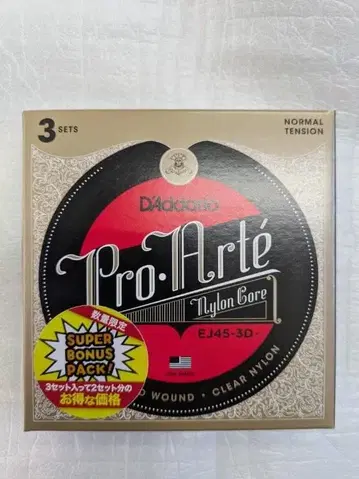 3 SETS
NORMAL
TENSION
D'Addario
Pro·Arté
Nylon Core
EJ45-3D
数量限定
SUPER
BONUS
PACK!
3セット入って2セット分の
お得な価格
WOUND · CLEAR NYLON